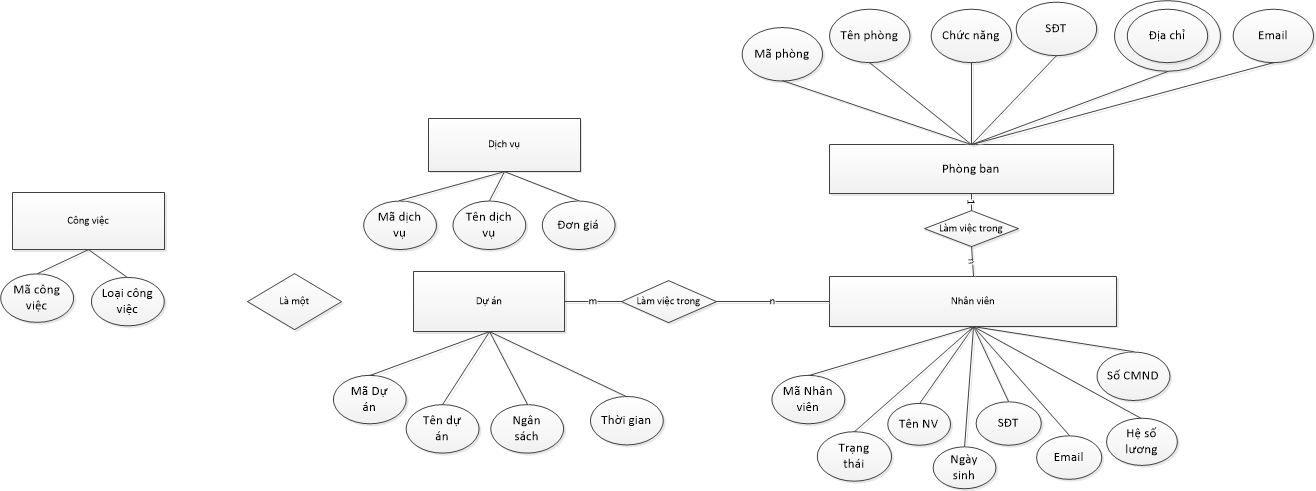 Mã phòng
Tên phòng
Chức năng
SĐT
Địa chỉ
Email
Phòng ban
1
Làm việc trong
n
Dịch vụ
Mã dịch
vụ
Tên dịch
vụ
Đơn giá
Công việc
Mã công
việc
Loại công
việc
Là một
Dự án
m
Làm việc trong
n
Nhân viên
Mã Dự
án
Tên dự
án
Ngân
sách
Thời gian
Mã Nhân
viên
Trạng
thái
Tên NV
Ngày
sinh
SĐT
Email
Hệ số
lương
Số CMND